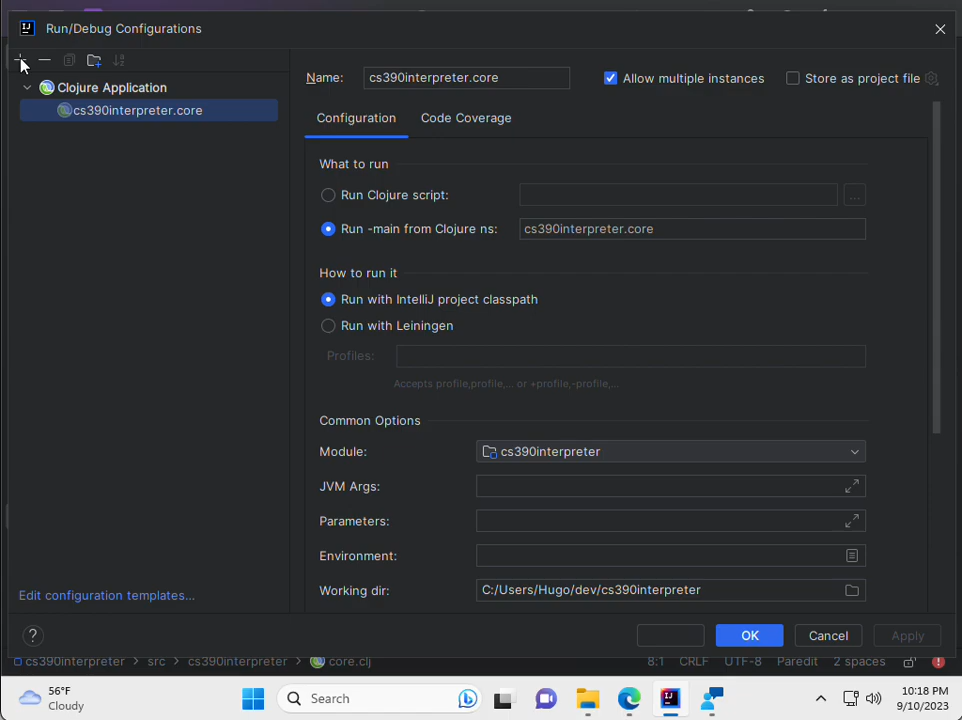 Run/Debug Configurations
Clojure Application
cs390interpreter.core
Edit configuration templates...
?
Name: cs390interpreter.core Allow multiple instances Store as project file
Configuration Code Coverage
What to run
Run Clojure script: ...
Run -main from Clojure ns: cs390interpreter.core
How to run it
Run with IntelliJ project classpath
Run with Leiningen
Profiles:
Accepts profile,profile,... or +profile,-profile,...
Common Options
Module: cs390interpreter
JVM Args:
Parameters:
Environment:
Working dir: C:/Users/Hugo/dev/cs390interpreter
OK Cancel Apply
cs390interpreter > src > cs390interpreter > core.clj 8:1 CRLF UTF-8 Paredit 2 spaces
56°F
Cloudy
Search
10:18 PM
9/10/2023